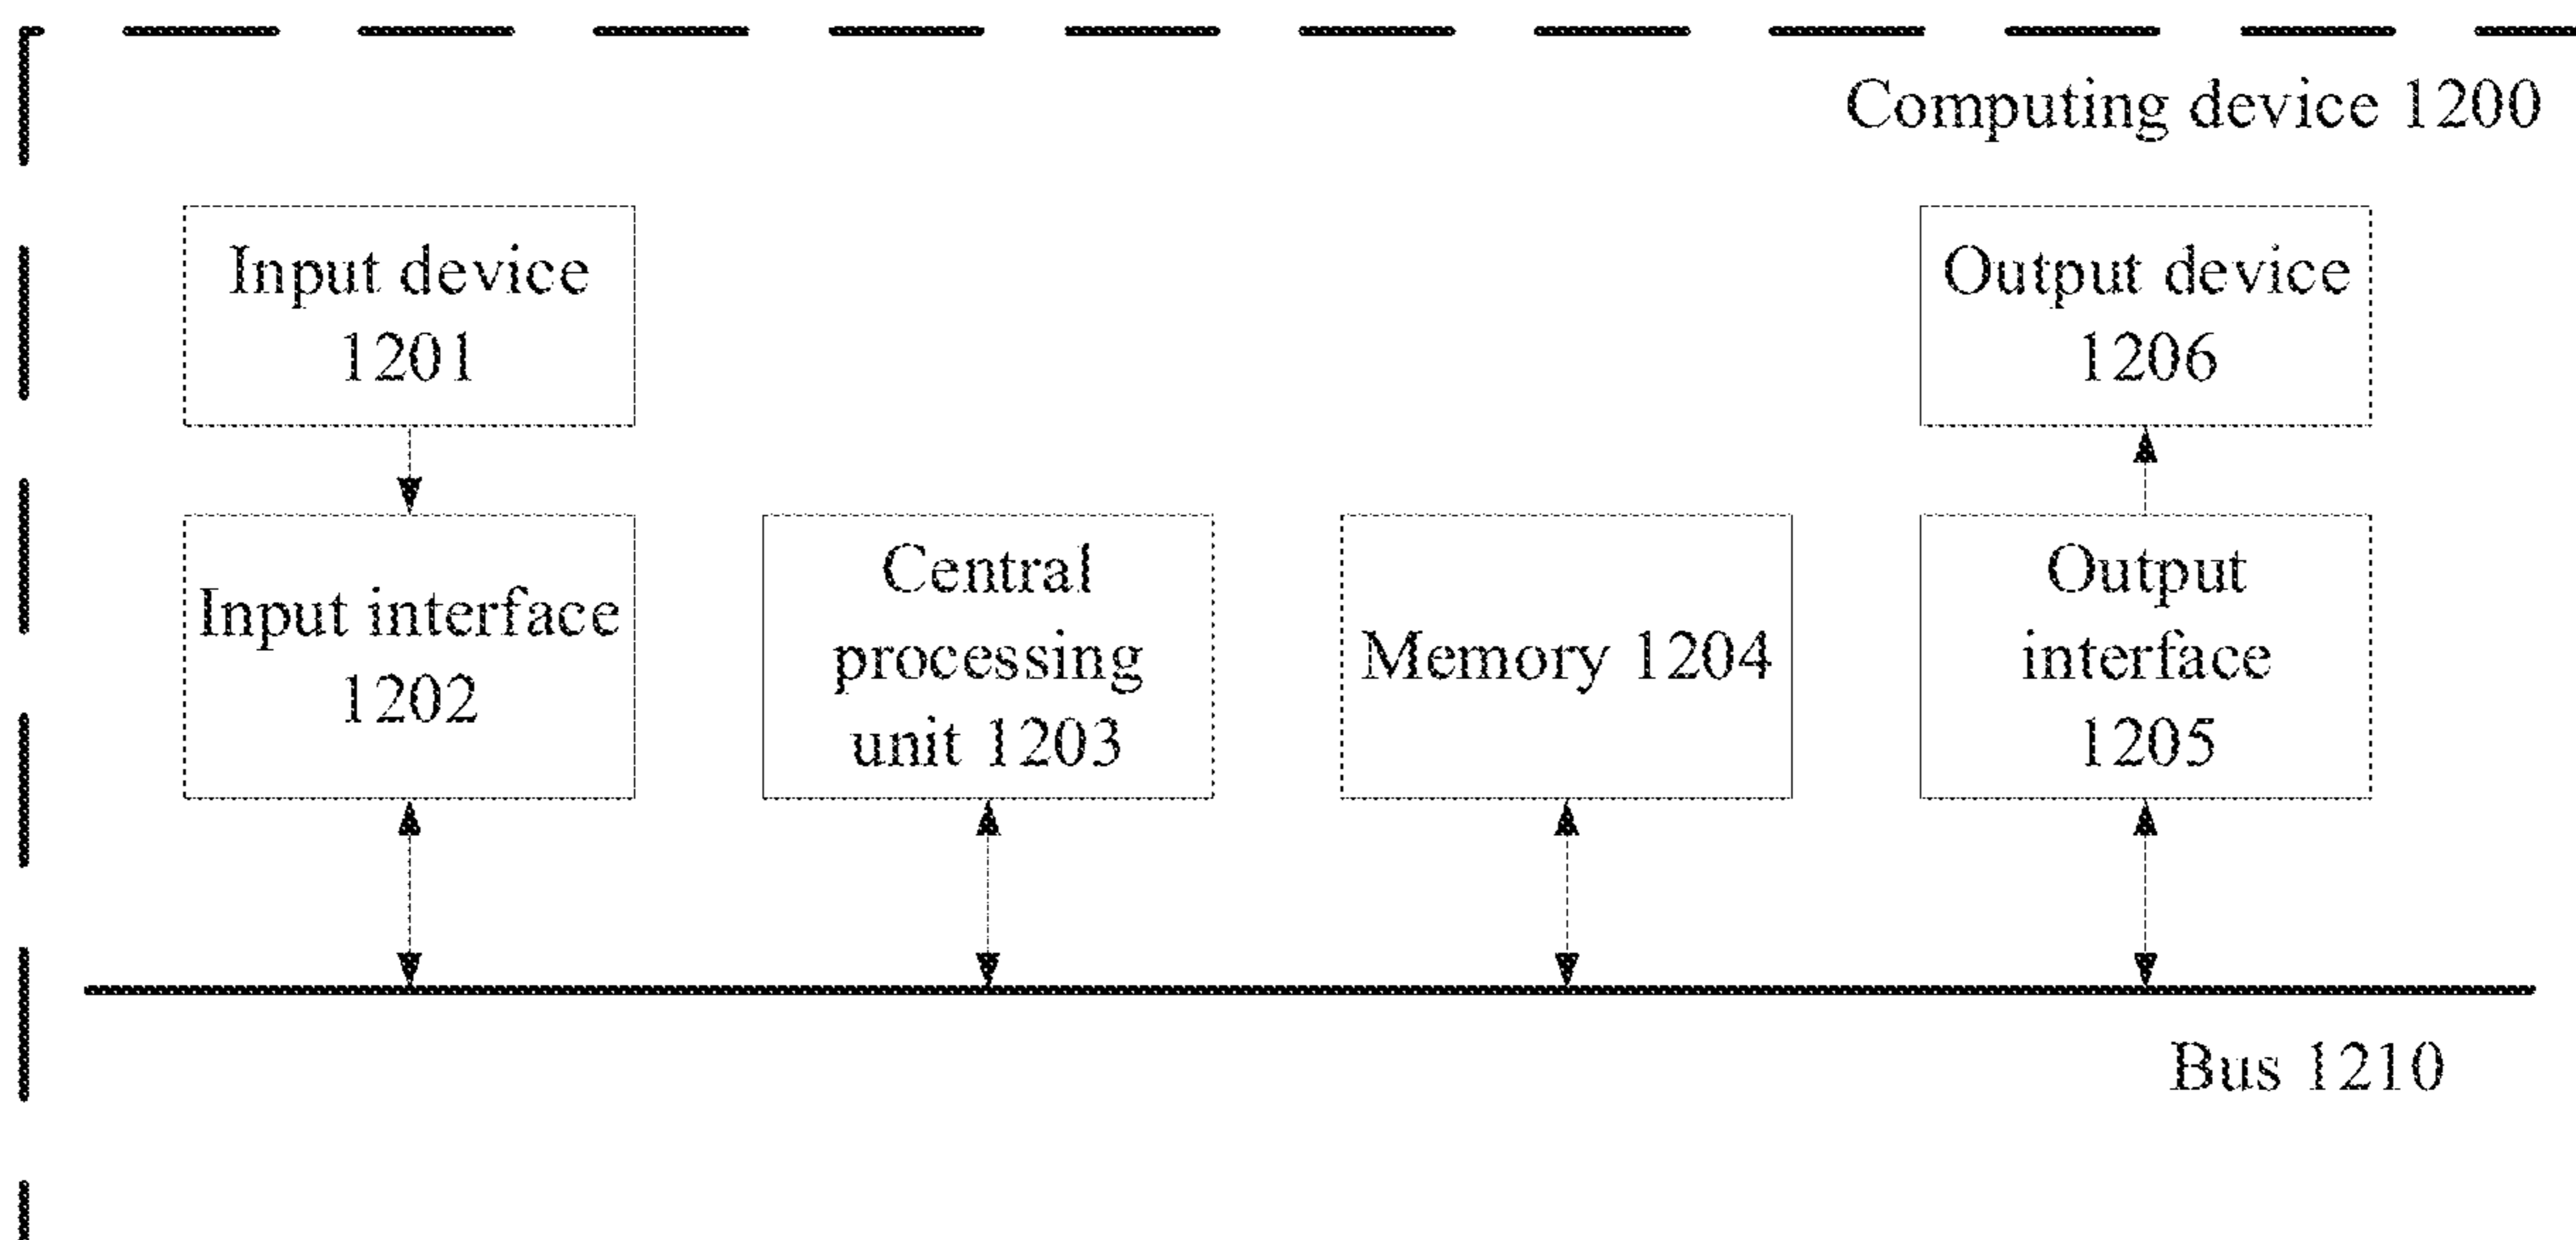 Computing device 1200
Input device
1201
Output device
1206
Input interface
1202
Central
processing
unit 1203
Memory 1204
Output
interface
1205
Bus 1210